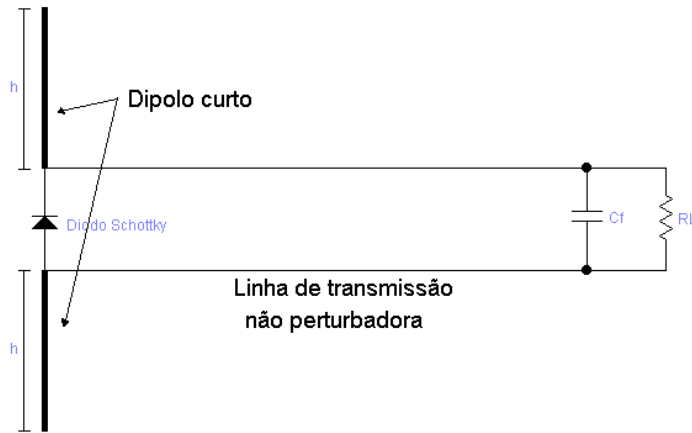 h
Dipolo curto
Diodo Schottky
Cf
RL
Linha de transmissão
não perturbadora
h